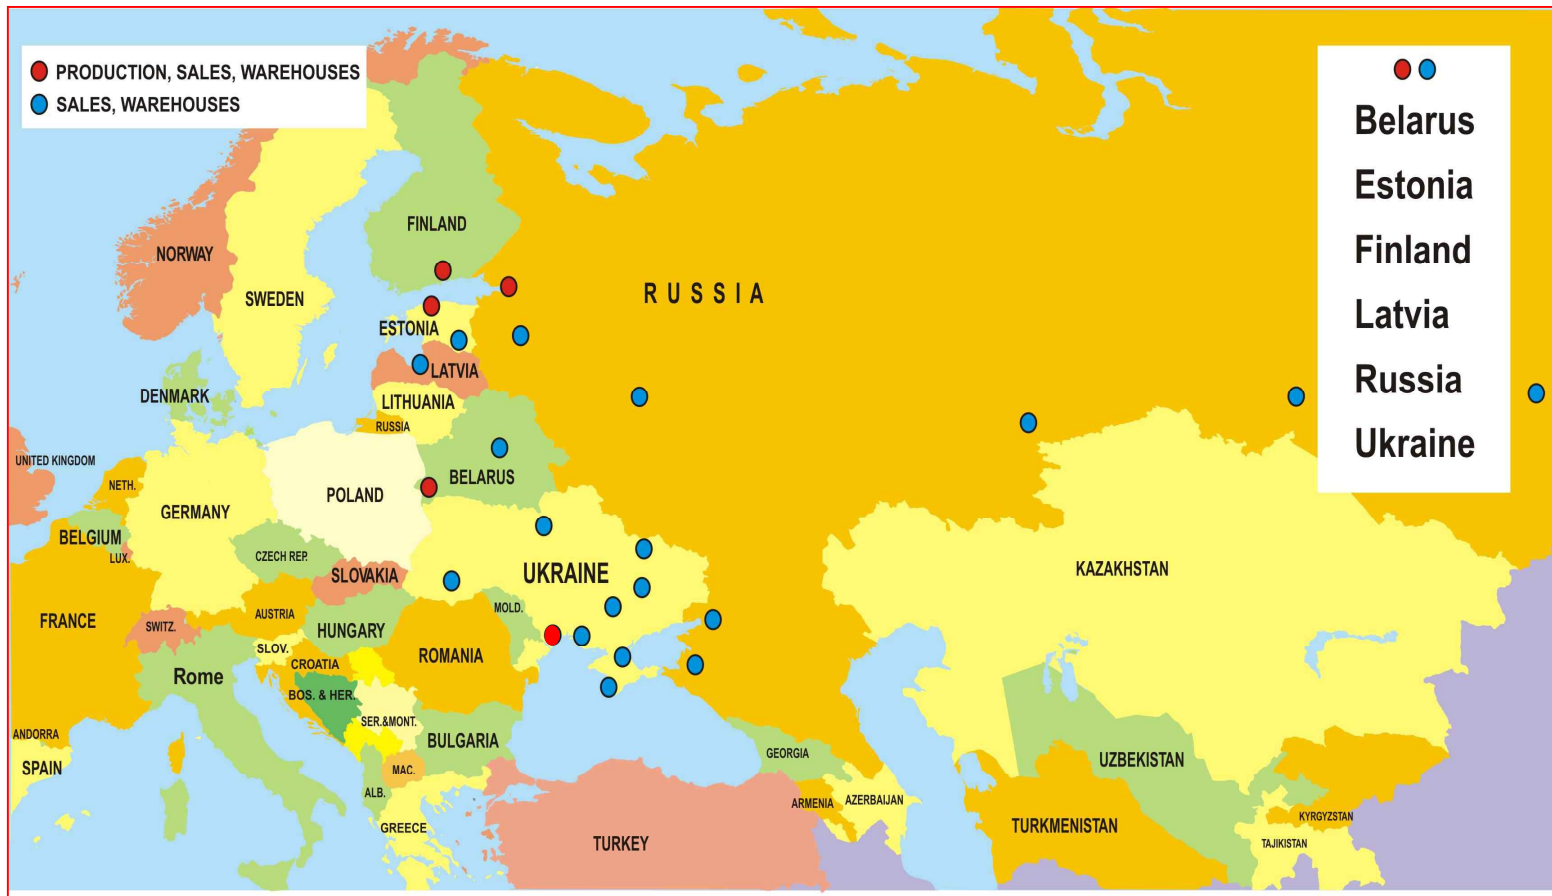 PRODUCTION, SALES, WAREHOUSES
SALES, WAREHOUSES
Belarus
Estonia
Finland
Latvia
Russia
Ukraine
FINLAND
NORWAY
SWEDEN
RUSSIA
ESTONIA
LATVIA
DENMARK
LITHUANIA
RUSSIA
UNITED KINGDOM
NETH.
BELARUS
POLAND
GERMANY
BELGIUM
LUX.
CZECH REP.
SLOVAKIA
UKRAINE
KAZAKHSTAN
FRANCE
SWITZ.
AUSTRIA
MOLD.
HUNGARY
SLOV.
CROATIA
ROMANIA
Rome
BOS. & HER.
SER.&MONT.
ANDORRA
SPAIN
BULGARIA
MAC.
ALB.
GREECE
GEORGIA
UZBEKISTAN
ARMENIA
AZERBAIJAN
TURKEY
TURKMENISTAN
KYRGYZSTAN
TAJIKISTAN